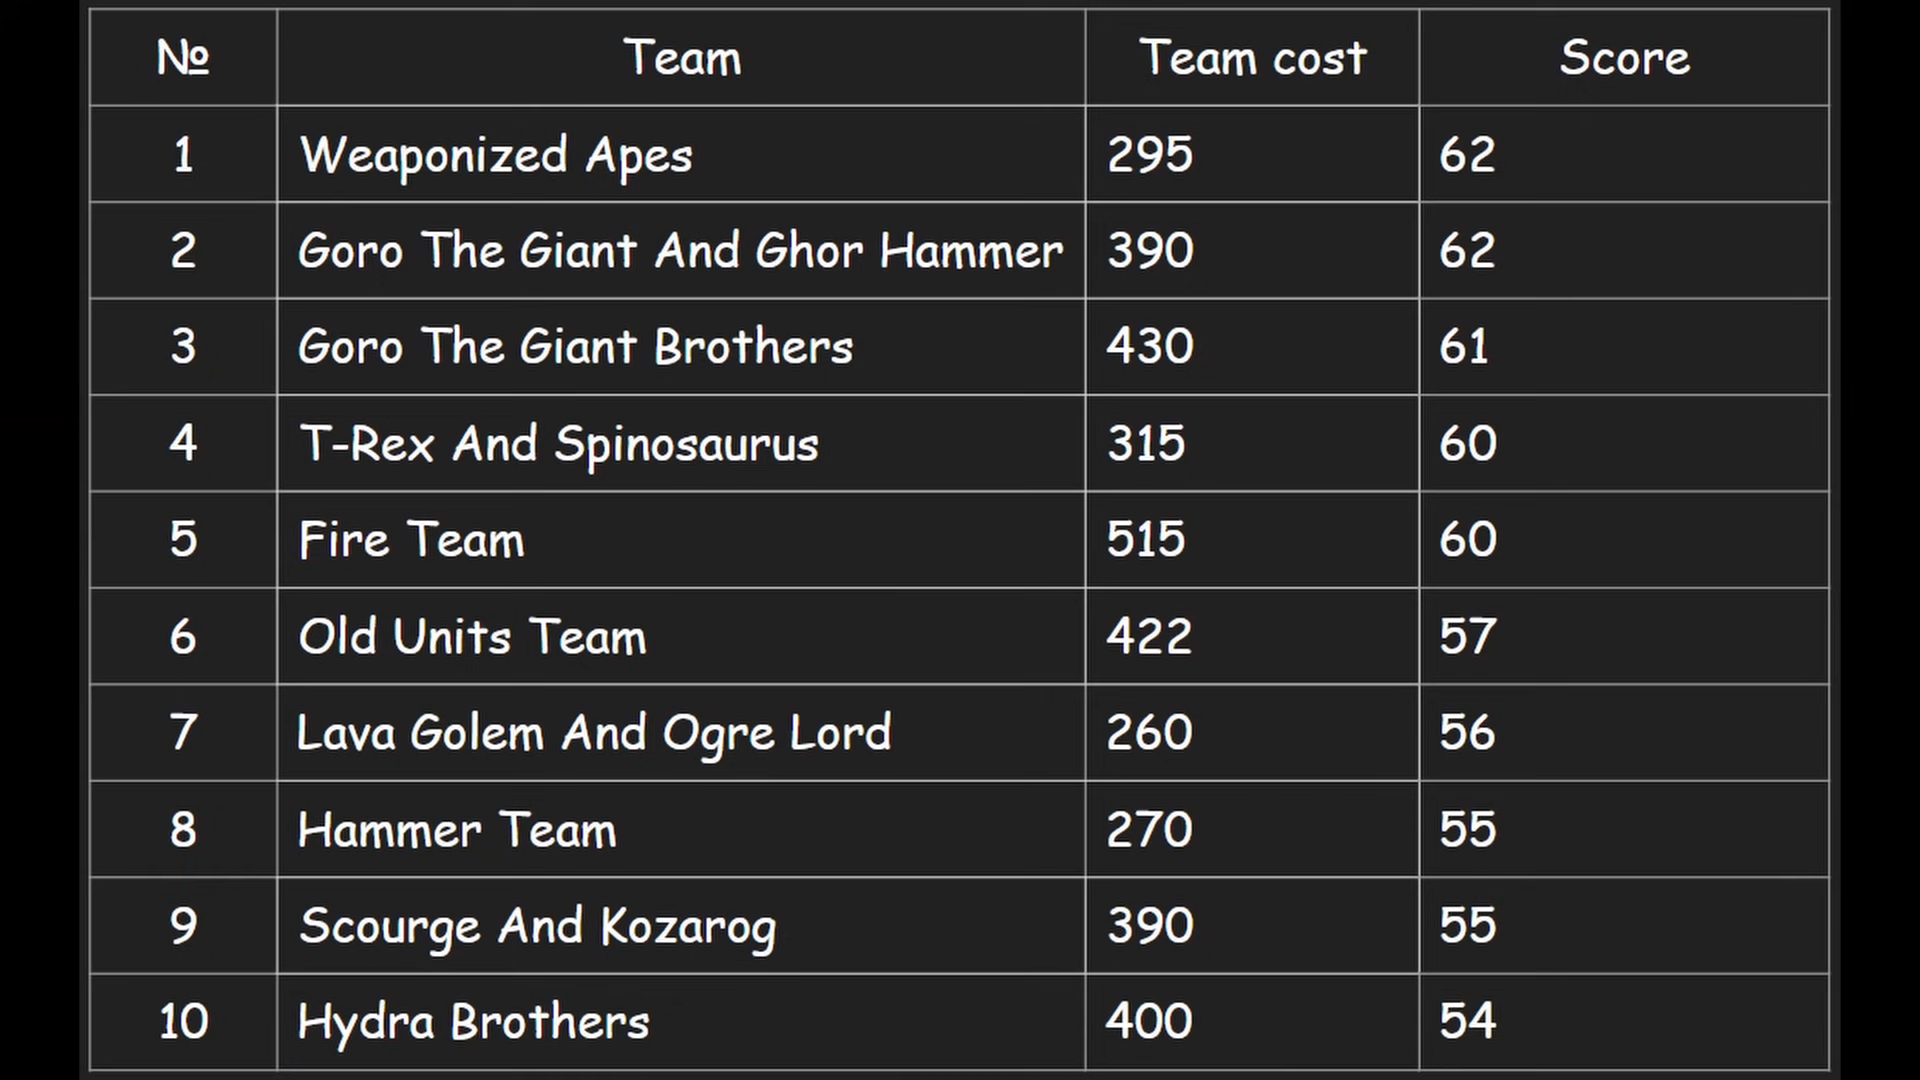 № Team Team cost Score
1 Weaponized Apes 295 62
2 Goro The Giant And Ghor Hammer 390 62
3 Goro The Giant Brothers 430 61
4 T-Rex And Spinosaurus 315 60
5 Fire Team 515 60
6 Old Units Team 422 57
7 Lava Golem And Ogre Lord 260 56
8 Hammer Team 270 55
9 Scourge And Kozarog 390 55
10 Hydra Brothers 400 54